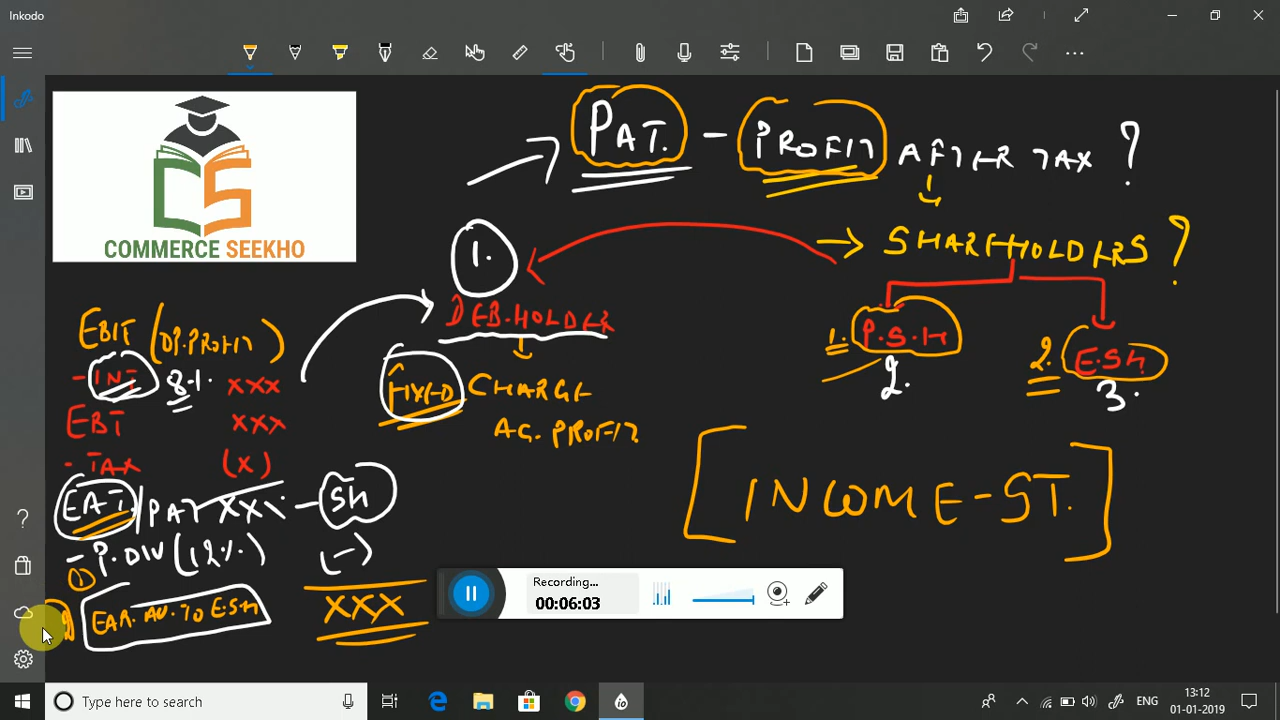 Inkodo
PAT. - PROFIT AFTER TAX ?
→ SHAREHOLDERS ?
COMMERCE SEEKHO
1.
DEB.HOLDER
1. P.S.H
2. E.SH
2.
3.
FIXED CHARGE
AG. PROFIT
EBIT (OP.PROFIT)
- INT 8%. XXX
EBT XXX
- TAX (X)
EAT. / PAT XXX - SH
- P.DIV (12%) (-)
①
EAR. AV. TO E.SH XXX
[INCOME-ST.]
Recording...
00:06:03
Type here to search
ENG
13:12
01-01-2019